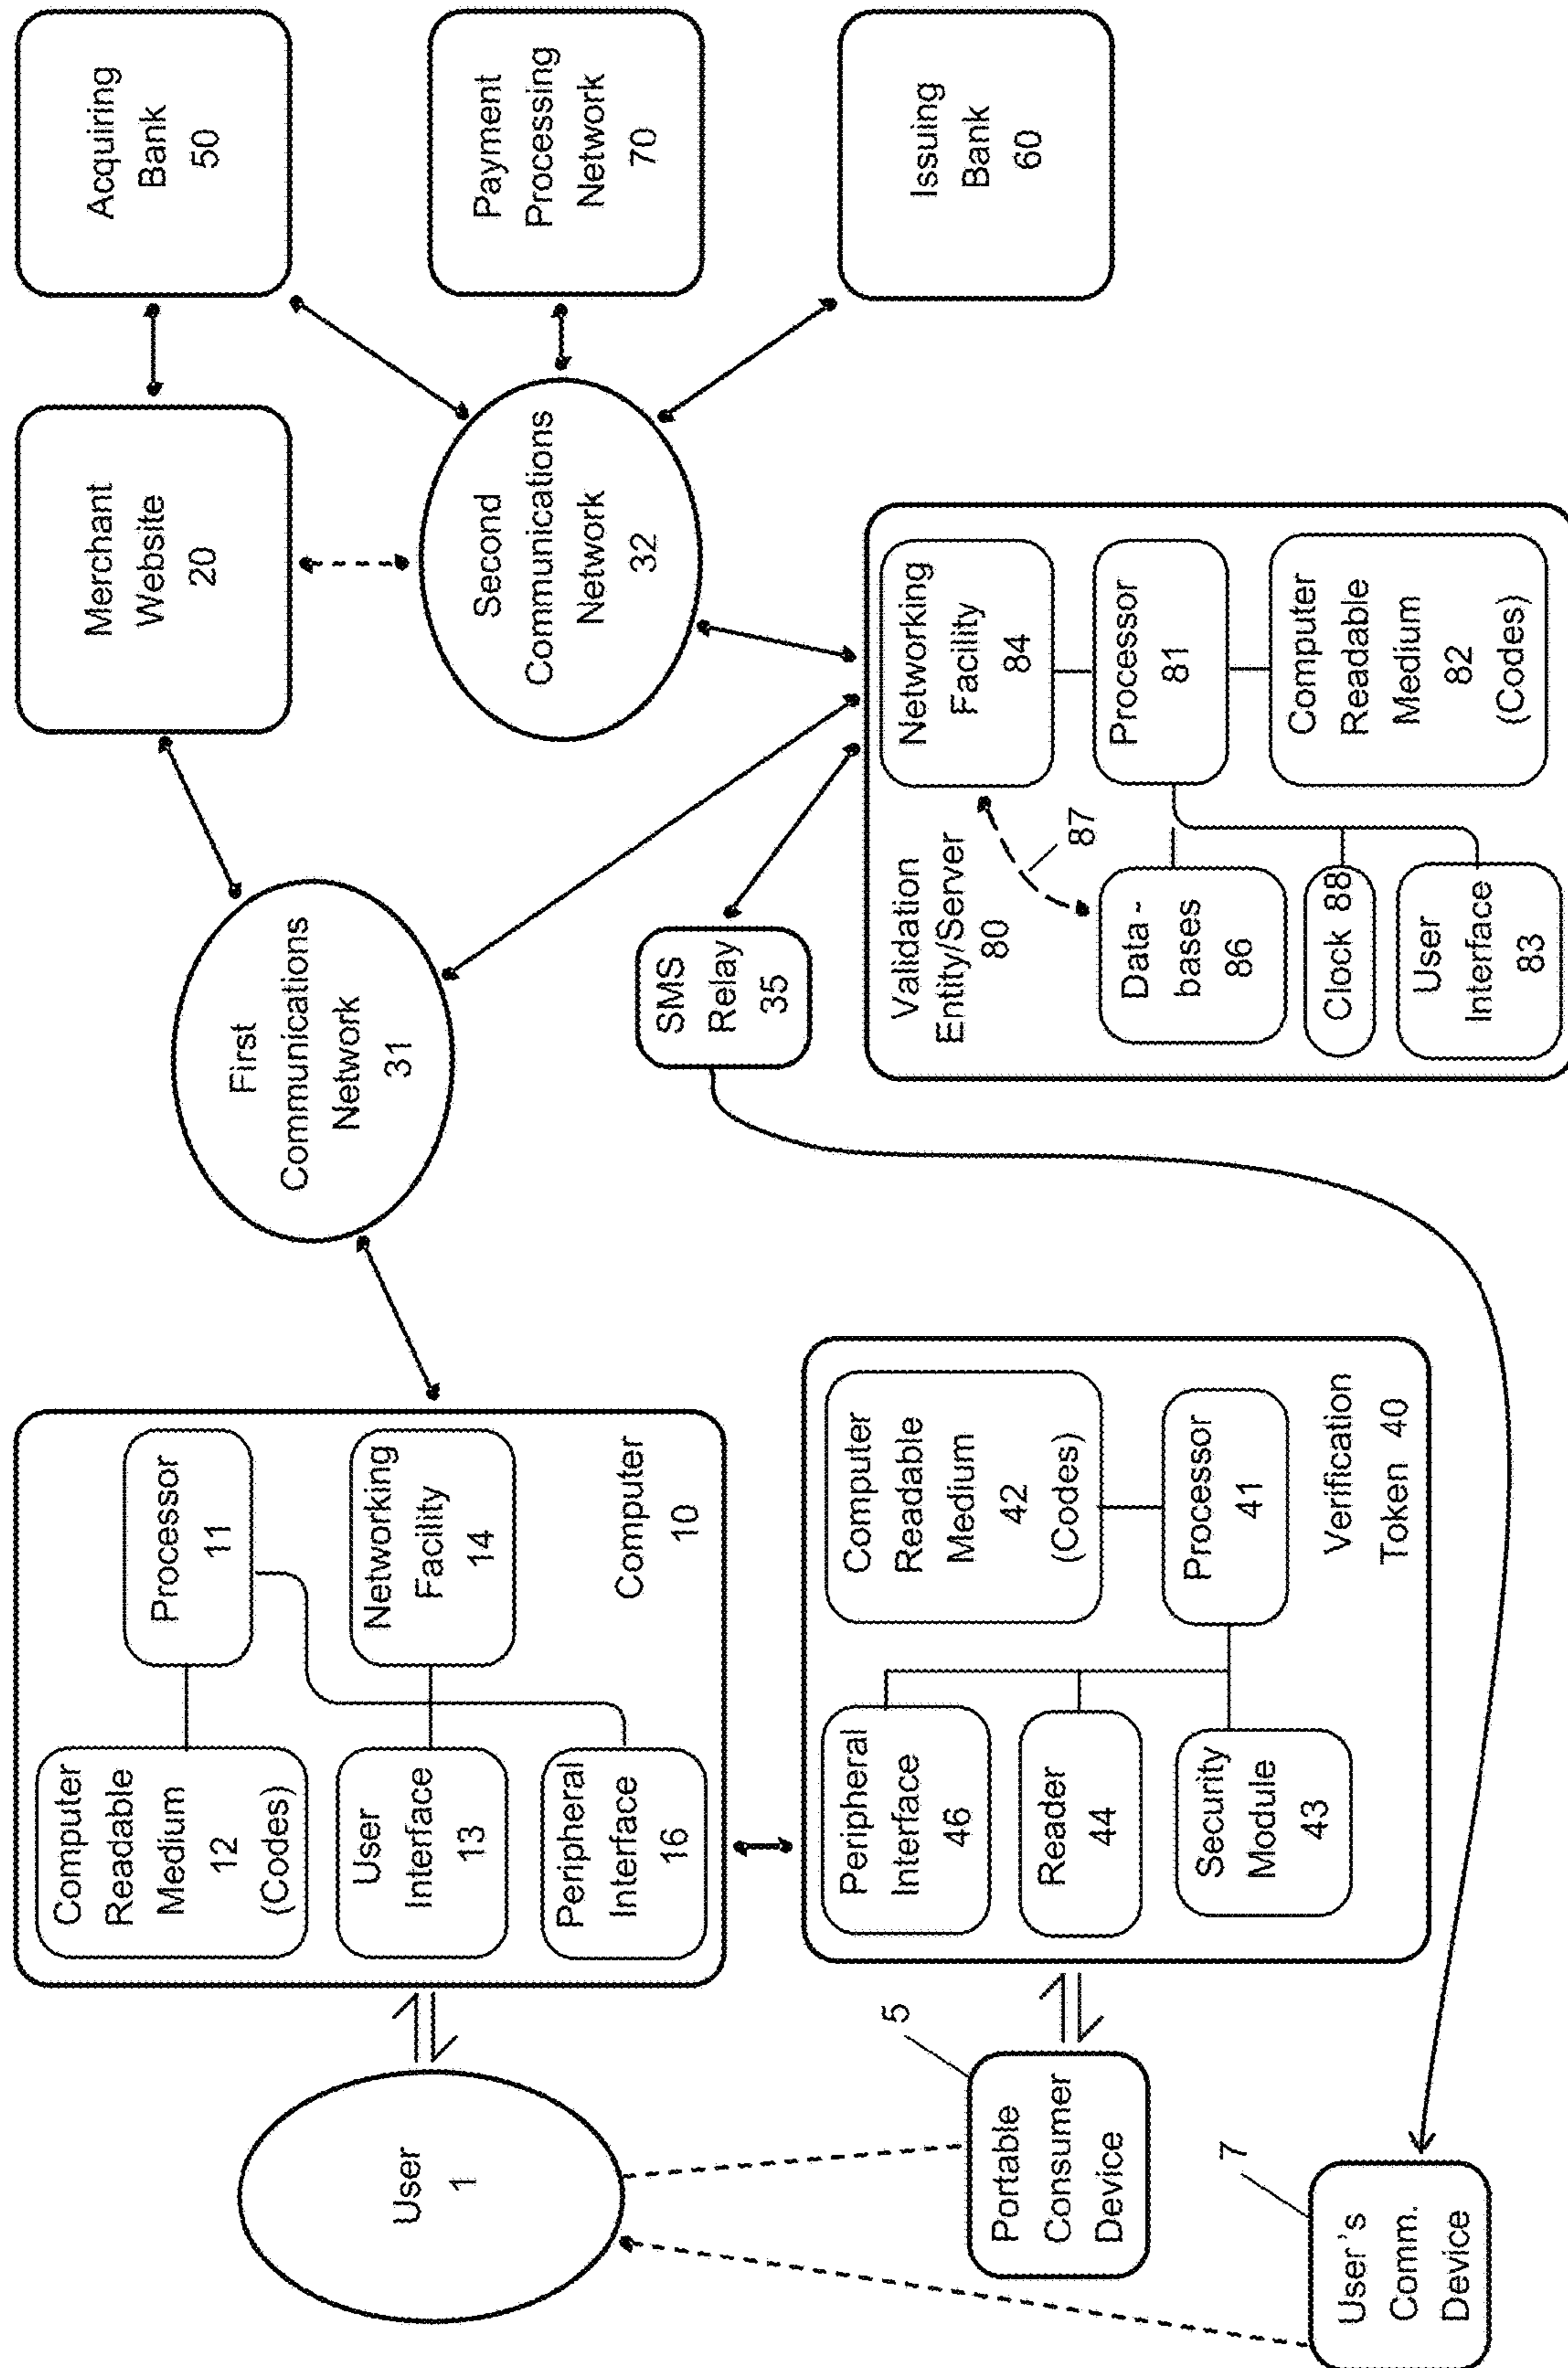 User
1
Computer
Readable
Medium
12
(Codes)
Processor
11
User
Interface
13
Networking
Facility
14
Peripheral
Interface
16
Computer
10
First
Communications
Network
31
Merchant
Website
20
Acquiring
Bank
50
Second
Communications
Network
32
Payment
Processing
Network
70
Issuing
Bank
60
SMS
Relay
35
5
Portable
Consumer
Device
7
User's
Comm.
Device
Peripheral
Interface
46
Reader
44
Security
Module
43
Computer
Readable
Medium
42
(Codes)
Processor
41
Verification
Token 40
Validation
Entity/Server
80
Networking
Facility
84
87
Processor
81
Data -
bases
86
Clock 88
User
Interface
83
Computer
Readable
Medium
82
(Codes)